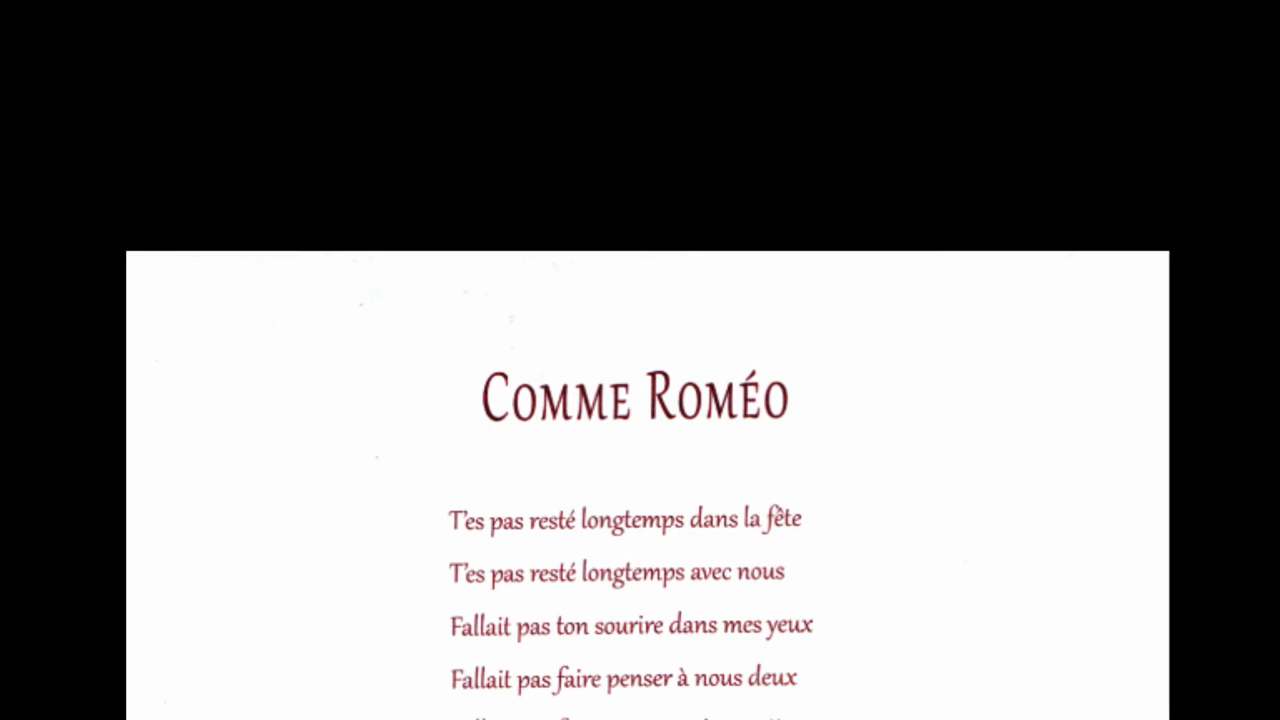 Comme Roméo
T'es pas resté longtemps dans la fête
T'es pas resté longtemps avec nous
Fallait pas ton sourire dans mes yeux
Fallait pas faire penser à nous deux